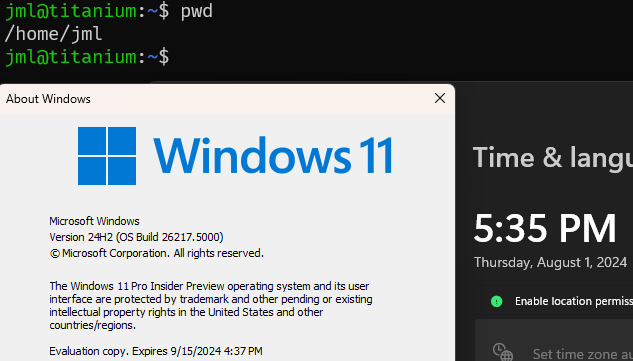 jml@titanium:~$ pwd
/home/jml
jml@titanium:~$
About Windows
Windows 11
Microsoft Windows
Version 24H2 (OS Build 26217.5000)
© Microsoft Corporation. All rights reserved.
The Windows 11 Pro Insider Preview operating system and its user
interface are protected by trademark and other pending or existing
intellectual property rights in the United States and other
countries/regions.
Evaluation copy. Expires 9/15/2024 4:37 PM
Time & langu
5:35 PM
Thursday, August 1, 2024
Enable location permiss
Set time zone au